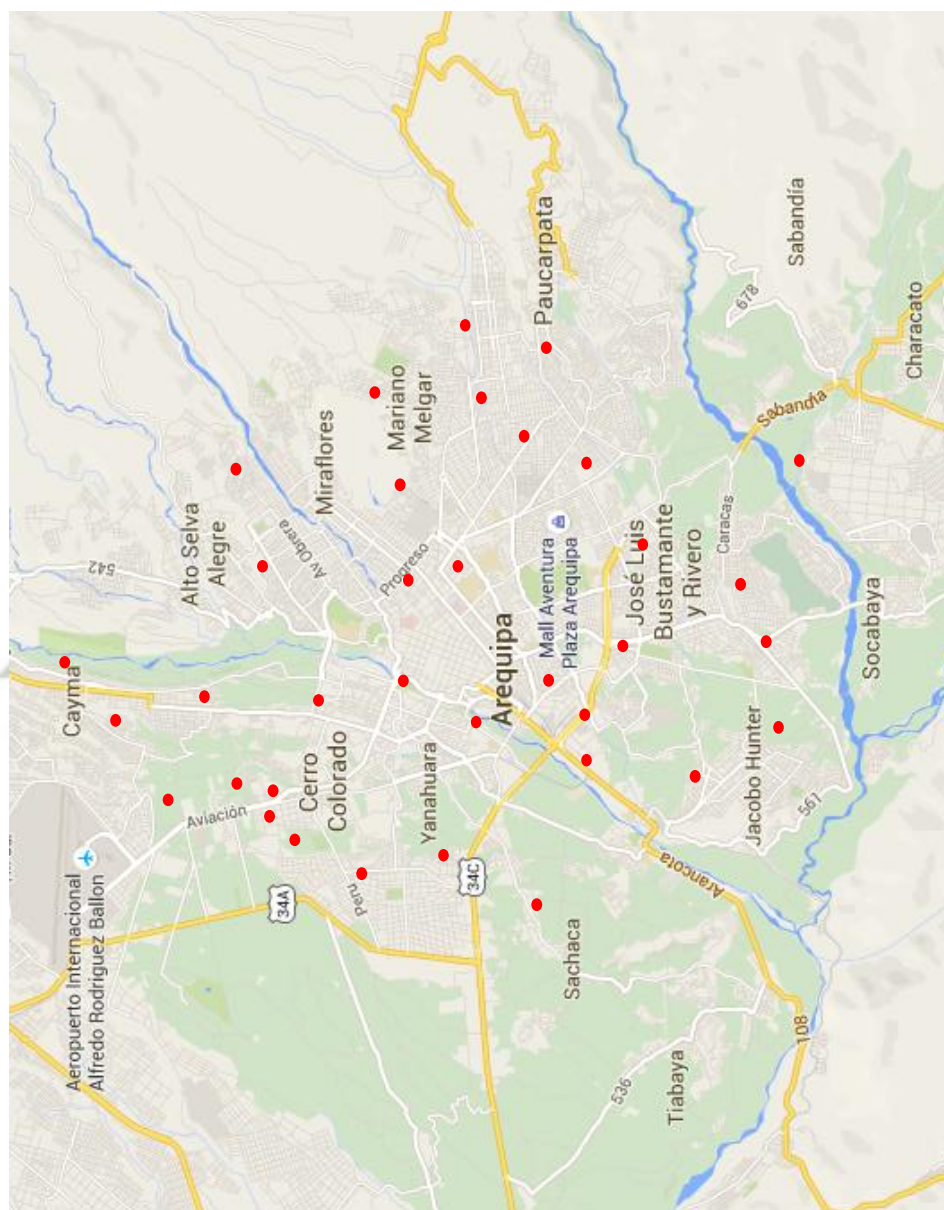 Aeropuerto Internacional
Alfredo Rodriguez Ballon
Cayma
542
Alto Selva
Alegre
Aviación
34A
Av Obrera
Cerro
Colorado
Miraflores
Peru
Mariano
Melgar
Progreso
Yanahuara
34C
Arequipa
Paucarpata
Mall Aventura
Plaza Arequipa
Sachaca
536
José Luis
Bustamante
y Rivero
Tiabaya
Arancota
Caracas
678
Jacobo Hunter
Sabandía
Sabandía
108
561
Socabaya
Characato